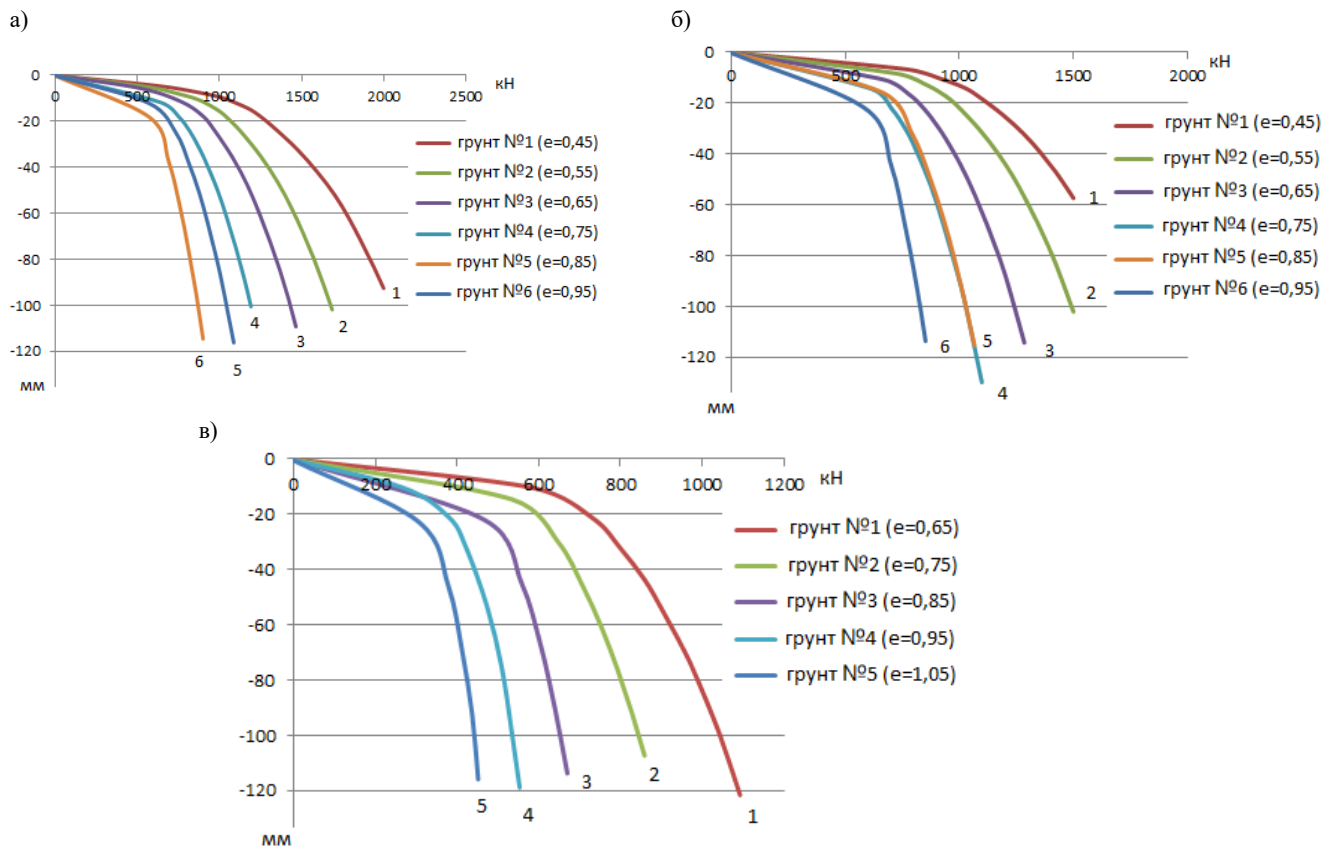 а)
0 500 1000 1500 2000 2500 кН
0
-20
-40
-60
-80
-100
-120
мм
грунт №1 (e=0,45)
грунт №2 (e=0,55)
грунт №3 (e=0,65)
грунт №4 (e=0,75)
грунт №5 (e=0,85)
грунт №6 (e=0,95)
1
2
3
4
5
6
б)
0 500 1000 1500 2000 кН
0
-20
-40
-60
-80
-100
-120
мм
грунт №1 (e=0,45)
грунт №2 (e=0,55)
грунт №3 (e=0,65)
грунт №4 (e=0,75)
грунт №5 (e=0,85)
грунт №6 (e=0,95)
1
2
3
4
5
6
в)
0 200 400 600 800 1000 1200 кН
0
-20
-40
-60
-80
-100
-120
мм
грунт №1 (e=0,65)
грунт №2 (e=0,75)
грунт №3 (e=0,85)
грунт №4 (e=0,95)
грунт №5 (e=1,05)
5
4
3
2
1